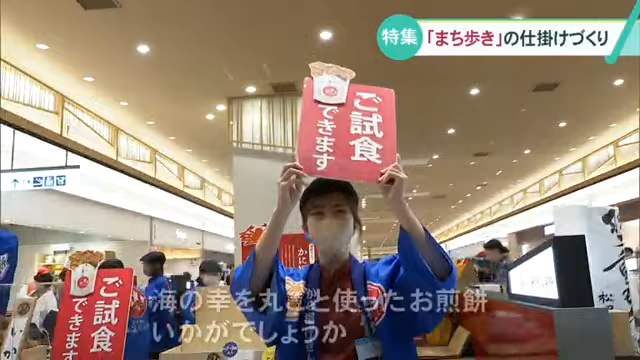 特集
「まち歩き」の仕掛けづくり
ご試食
できます
ご試食
できます
かに
海の幸を丸ごと使ったお煎餅
いかがでしょうか